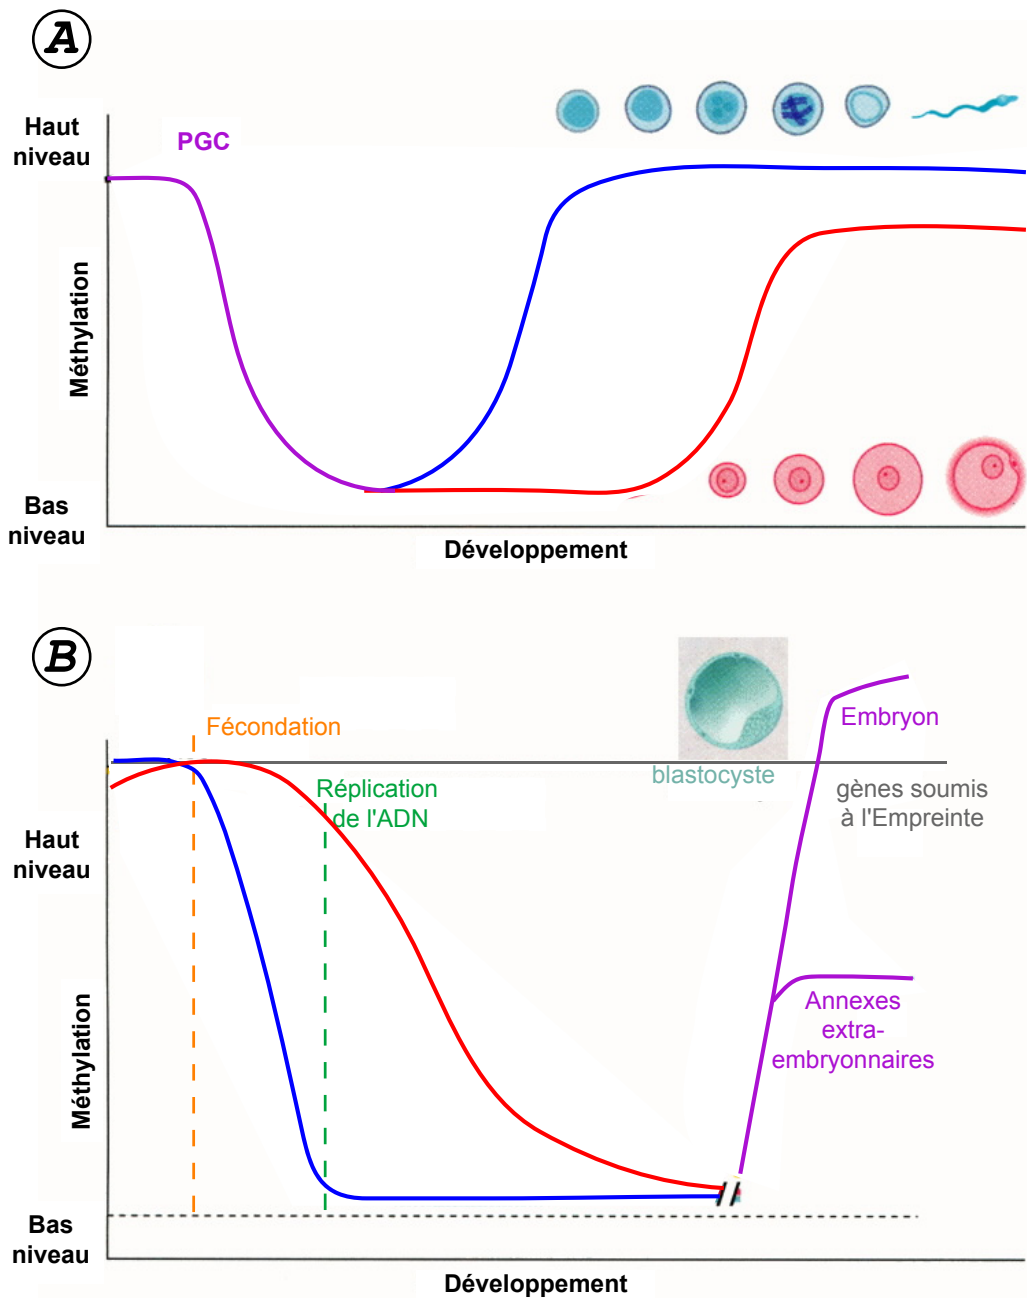 A
Haut
niveau
PGC
Méthylation
Bas
niveau
Développement
B
Fécondation
Embryon
blastocyste
Réplication
de l'ADN
gènes soumis
à l'Empreinte
Haut
niveau
Annexes
extra-
embryonnaires
Méthylation
Bas
niveau
Développement